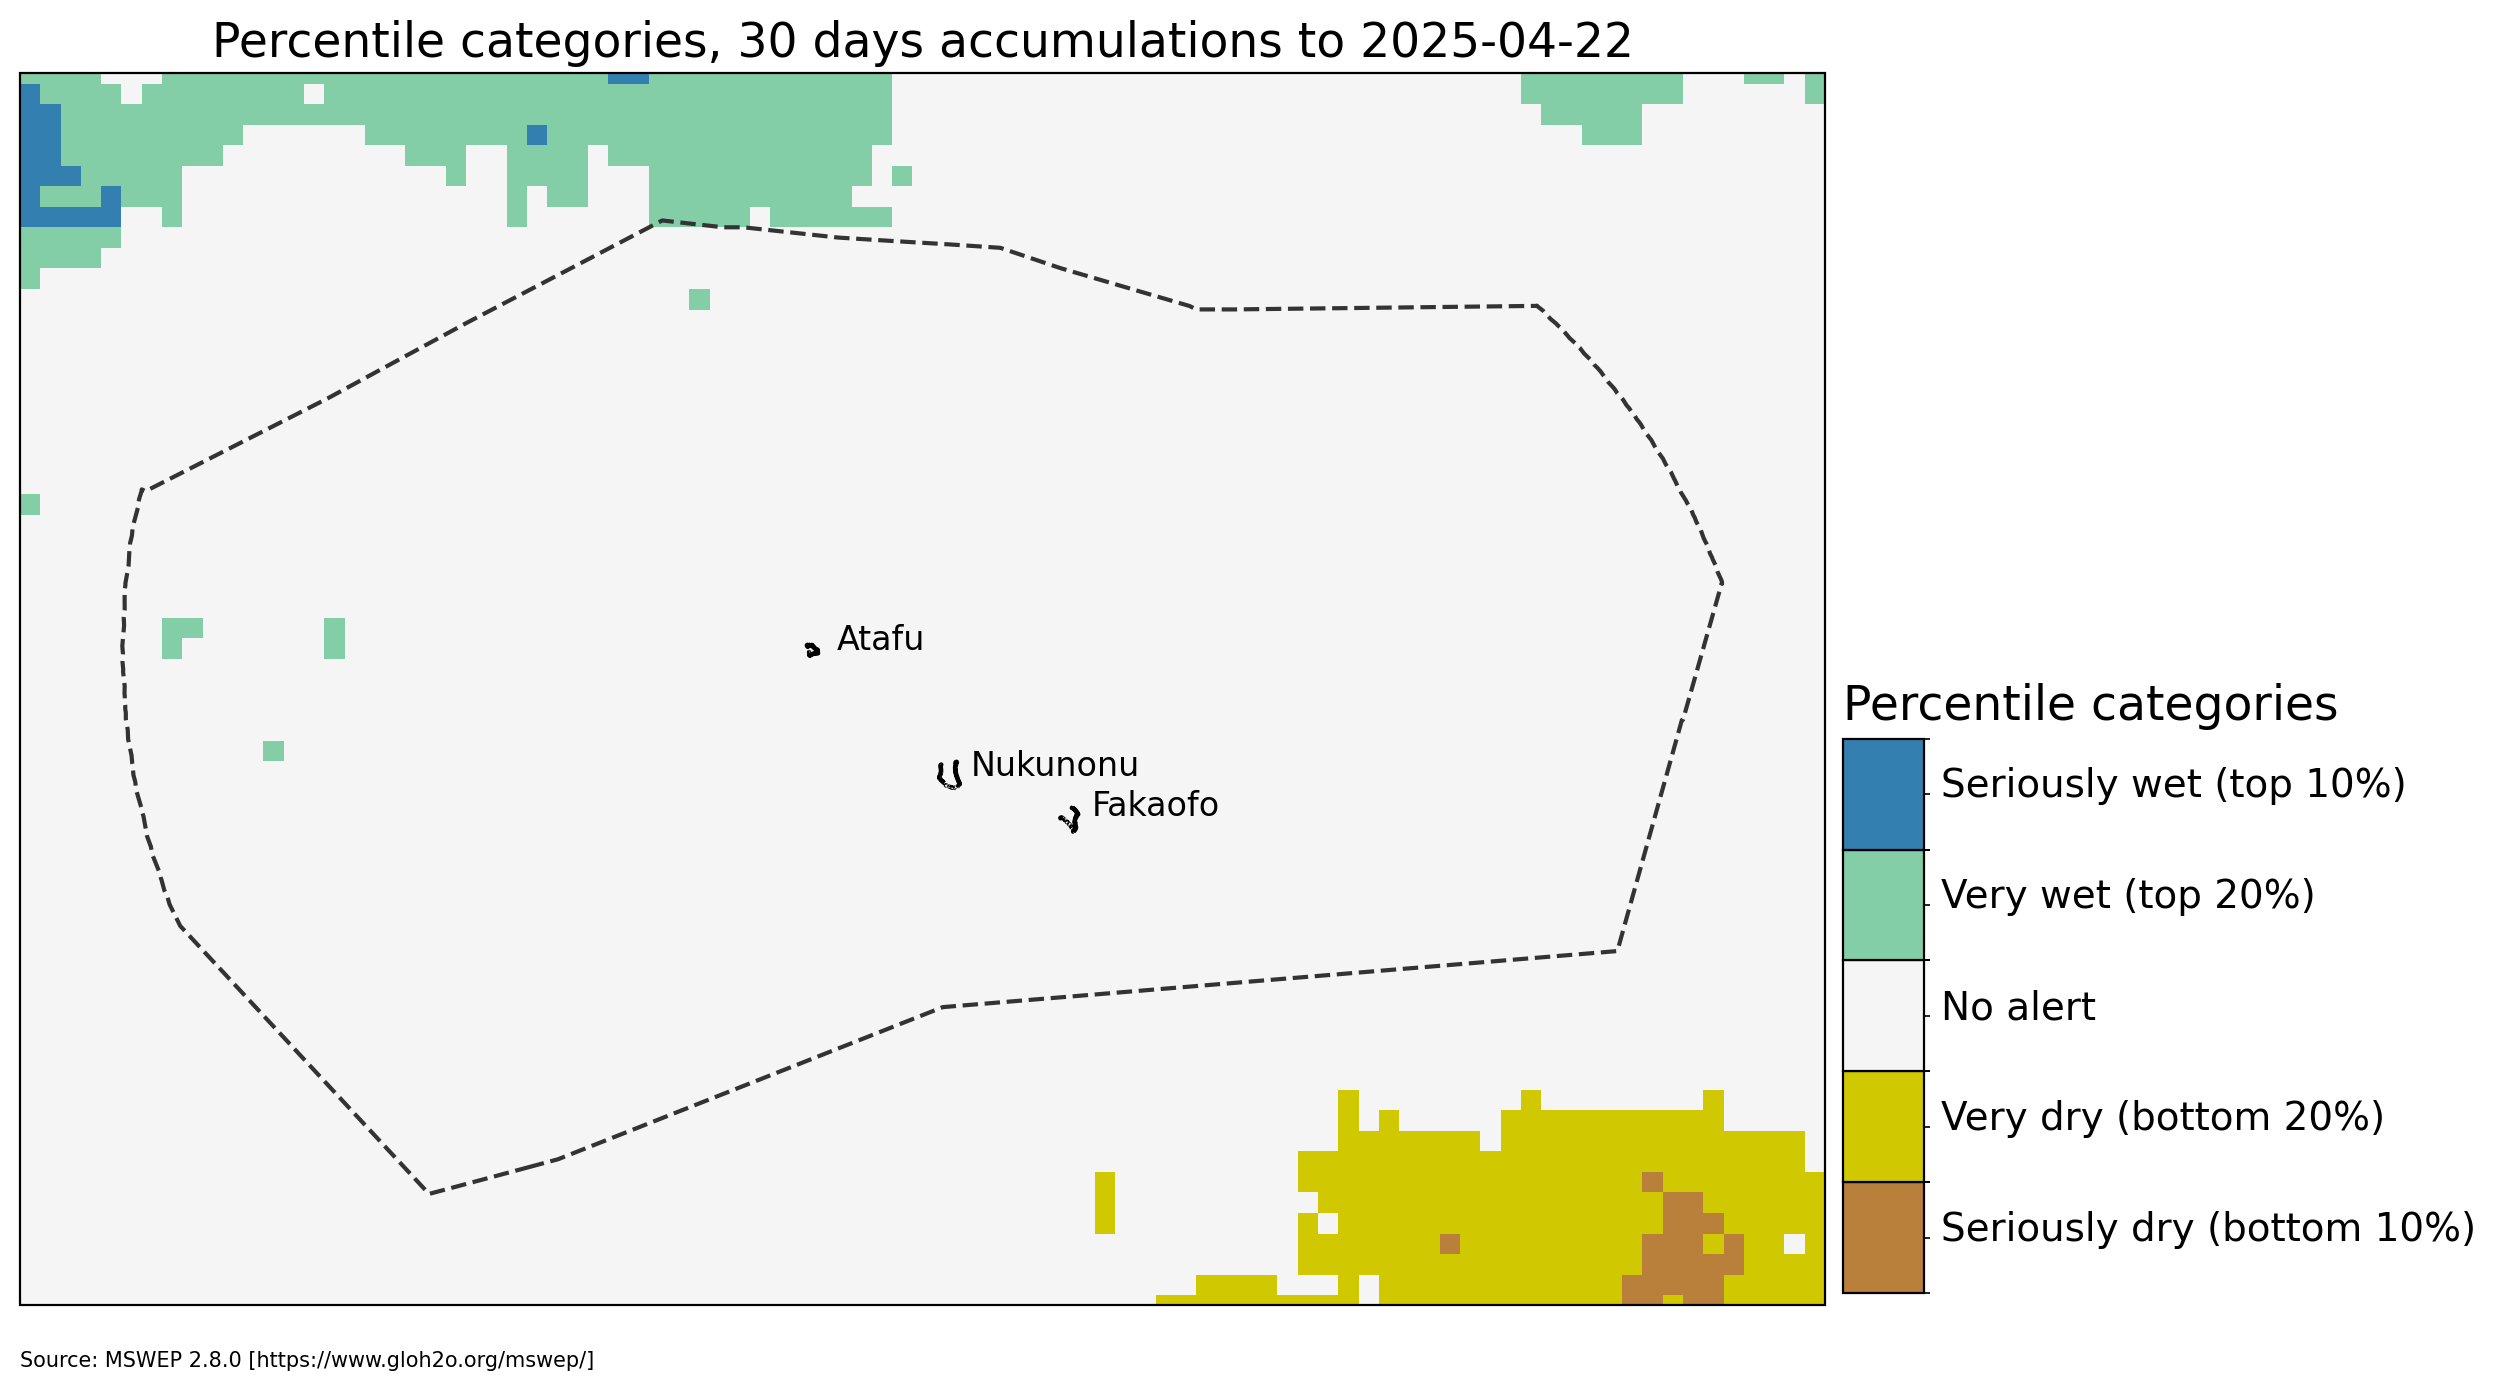 Percentile categories, 30 days accumulations to 2025-04-22
Atafu
Nukunonu
Fakaofo
Percentile categories
Seriously wet (top 10%)
Very wet (top 20%)
No alert
Very dry (bottom 20%)
Seriously dry (bottom 10%)
Source: MSWEP 2.8.0 [https://www.gloh2o.org/mswep/]